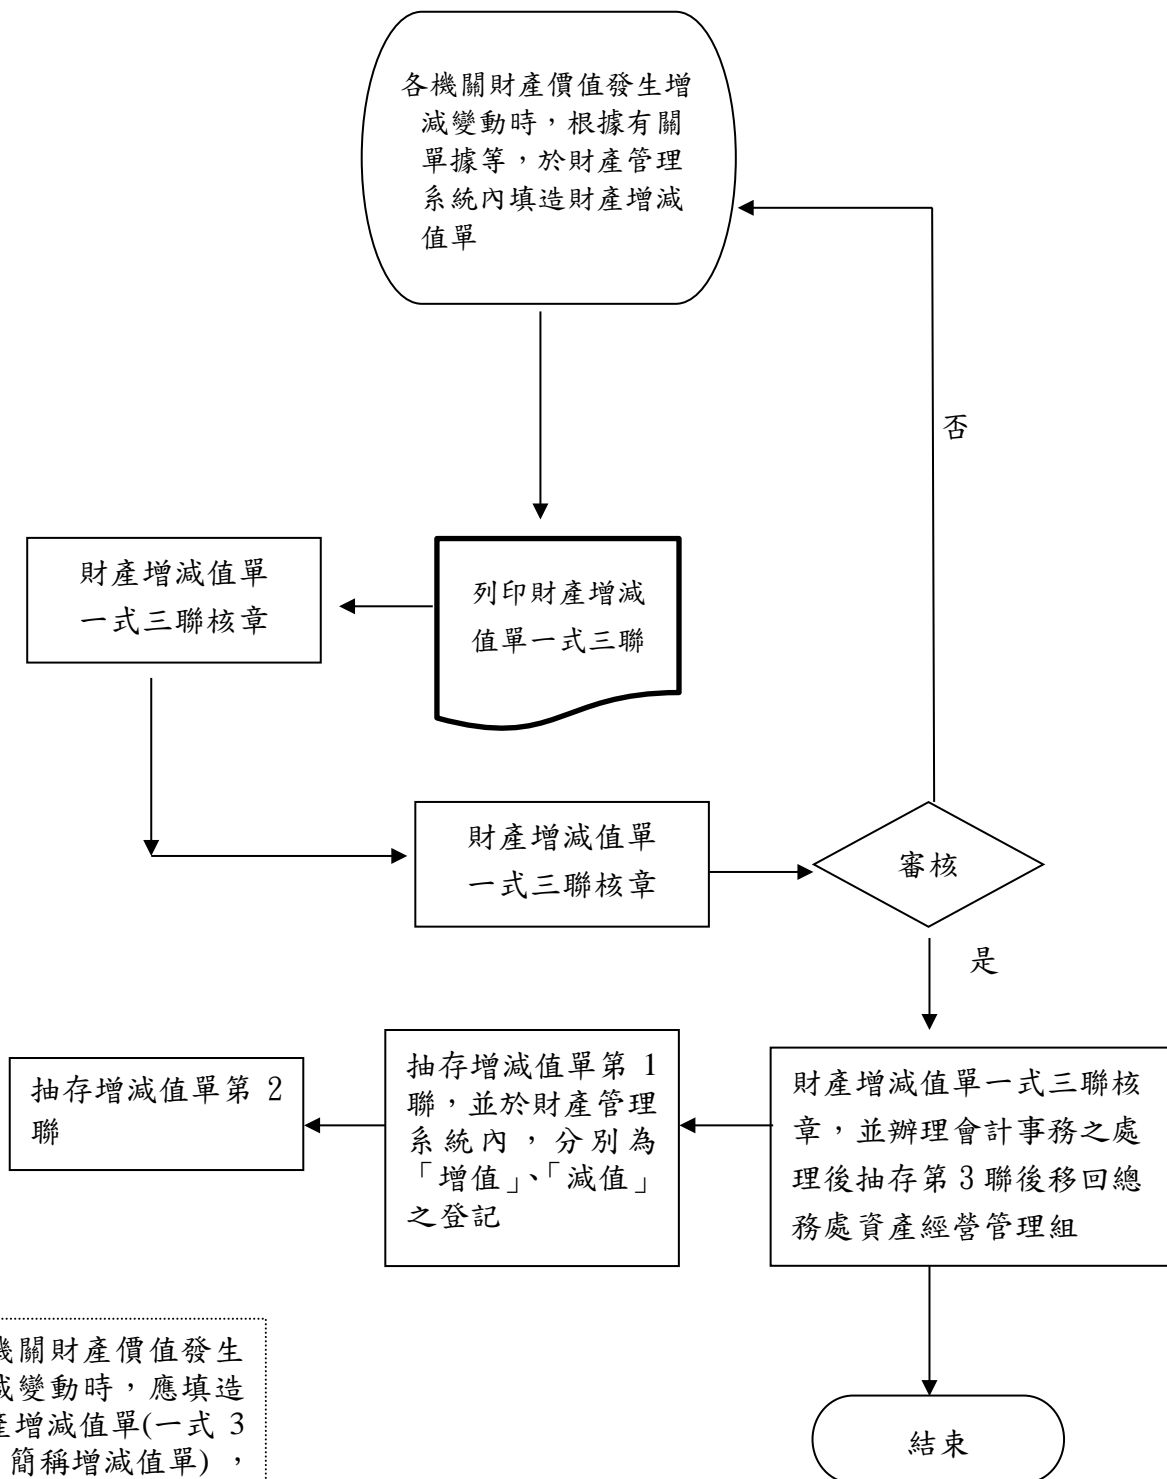 各機關財產價值發生增
減變動時，根據有關
單據等，於財產管理
系統內填造財產增減
值單
否
財產增減值單
一式三聯核章
列印財產增減
值單一式三聯
財產增減值單
一式三聯核章
審核
是
抽存增減值單第 2
聯
抽存增減值單第 1
聯，並於財產管理
系統內，分別為
「增值」、「減值」
之登記
財產增減值單一式三聯核
章，並辦理會計事務之處
理後抽存第 3 聯後移回總
務處資產經營管理組
機關財產價值發生
減變動時，應填造
產增減值單(一式 3
簡稱增減值單)，
結束